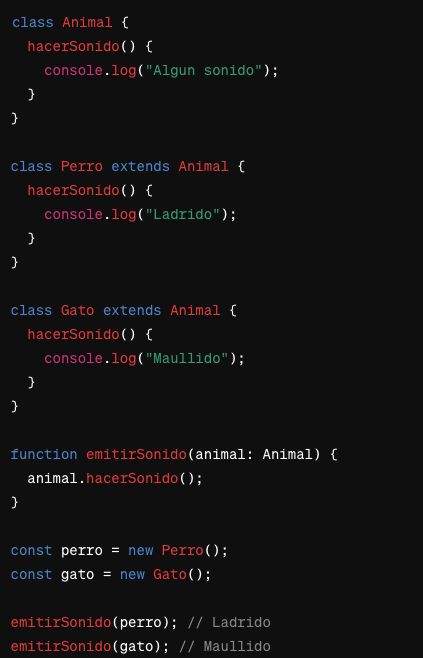 class Animal {
  hacerSonido() {
    console.log("Algun sonido");
  }
}

class Perro extends Animal {
  hacerSonido() {
    console.log("Ladrido");
  }
}

class Gato extends Animal {
  hacerSonido() {
    console.log("Maullido");
  }
}

function emitirSonido(animal: Animal) {
  animal.hacerSonido();
}

const perro = new Perro();
const gato = new Gato();

emitirSonido(perro); // Ladrido
emitirSonido(gato); // Maullido